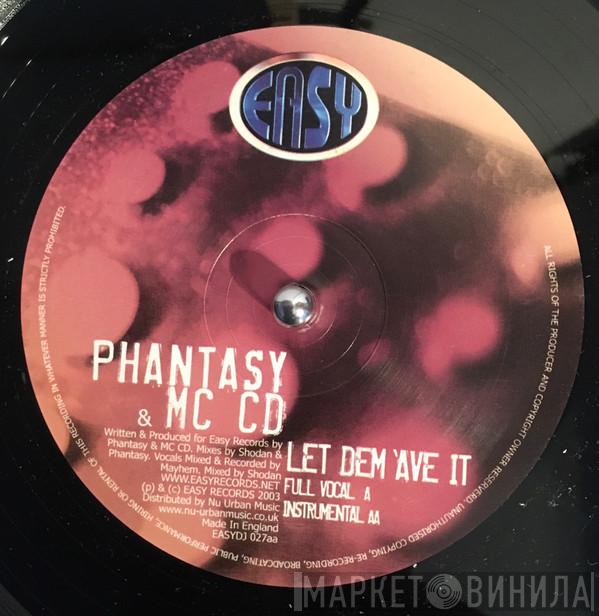 EASY
PHANTASY
& MC CD
Written & Produced for Easy Records by
Phantasy & MC CD. Mixes by Shodan &
Phantasy. Vocals Mixed & Recorded by
Mayhem. Mixed by Shodan
WWW.EASYRECORDS.NET
(p) & (c) EASY RECORDS 2003
Distributed by Nu Urban Music
www.nu-urbanmusic.co.uk
Made In England
EASYDJ 027aa
LET DEM 'AVE IT
FULL VOCAL A
INSTRUMENTAL AA
ALL RIGHTS OF THE PRODUCER AND COPYRIGHT OWNER RESERVERD. UNAUTHORISED COPYING, RE-RECORDING, BROADCASTING, PUBLIC PERFORMANCE, HIRING OR RENTAL OF THIS RECORDING IN WHATEVER MANNER IS STRICTLY PROHIBITED.
МАРКЕТ ВИНИЛА